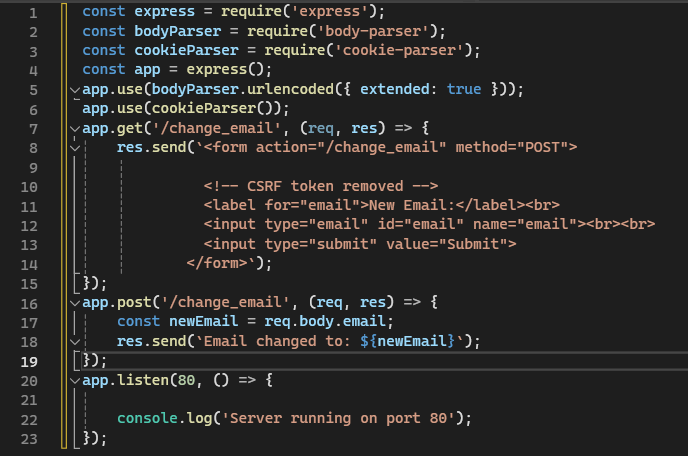 1 const express = require('express');
2 const bodyParser = require('body-parser');
3 const cookieParser = require('cookie-parser');
4 const app = express();
5 app.use(bodyParser.urlencoded({ extended: true }));
6 app.use(cookieParser());
7 app.get('/change_email', (req, res) => {
8     res.send(`<form action="/change_email" method="POST">
9
10             <!-- CSRF token removed -->
11             <label for="email">New Email:</label><br>
12             <input type="email" id="email" name="email"><br><br>
13             <input type="submit" value="Submit">
14           </form>`);
15 });
16 app.post('/change_email', (req, res) => {
17     const newEmail = req.body.email;
18     res.send(`Email changed to: ${newEmail}`);
19 });
20 app.listen(80, () => {
21
22     console.log('Server running on port 80');
23 });